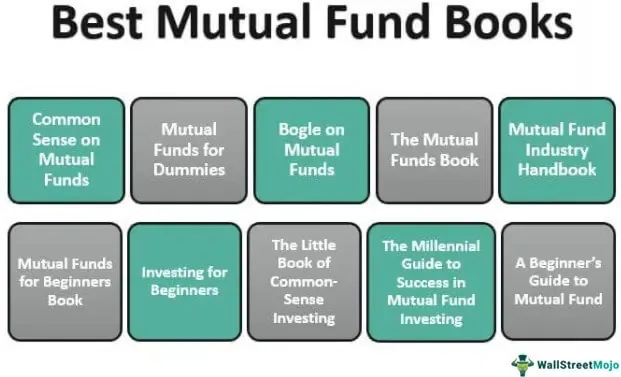 Best Mutual Fund Books
Common
Sense on
Mutual
Funds
Mutual
Funds for
Dummies
Bogle on
Mutual
Funds
The Mutual
Funds Book
Mutual Fund
Industry
Handbook
Mutual Funds
for Beginners
Book
Investing for
Beginners
The Little
Book of
Common-
Sense
Investing
The Millennial
Guide to
Success in
Mutual Fund
Investing
A Beginner's
Guide to
Mutual Fund
WallStreetMojo